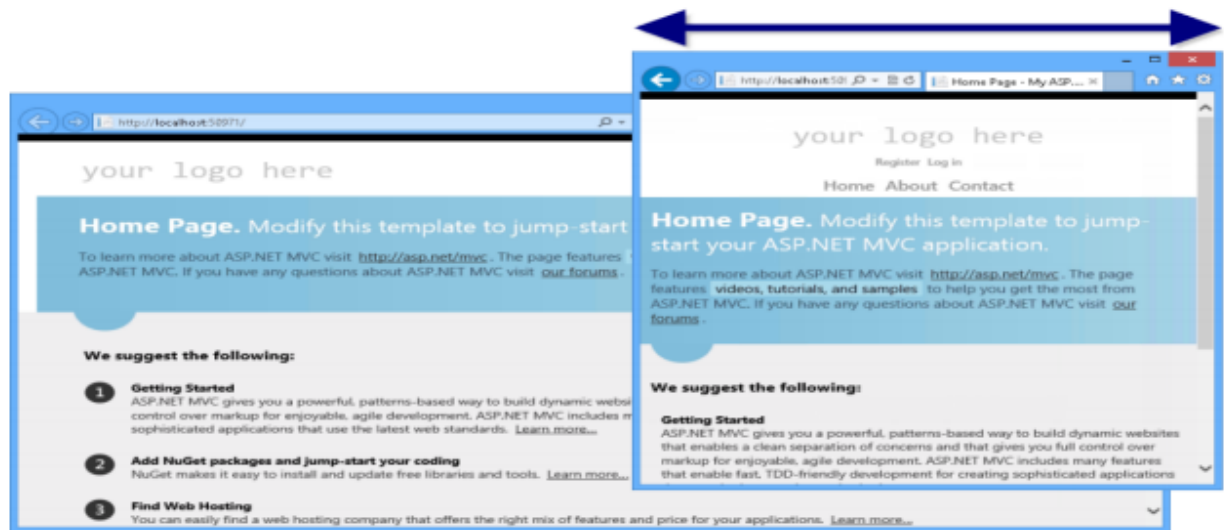 http://localhost:50971/
your logo here
Home Page. Modify this template to jump-start
To learn more about ASP.NET MVC visit http://asp.net/mvc. The page features
ASP.NET MVC. If you have any questions about ASP.NET MVC visit our forums.
We suggest the following:
1 Getting Started
ASP.NET MVC gives you a powerful, patterns-based way to build dynamic websi
control over markup for enjoyable, agile development. ASP.NET MVC includes m
sophisticated applications that use the latest web standards. Learn more...
2 Add NuGet packages and jump-start your coding
NuGet makes it easy to install and update free libraries and tools. Learn more...
3 Find Web Hosting
You can easily find a web hosting company that offers the right mix of features and price for your applications. Learn more...
http://localhost:509
Home Page - My ASP....
your logo here
Register Log in
Home About Contact
Home Page. Modify this template to jump-
start your ASP.NET MVC application.
To learn more about ASP.NET MVC visit http://asp.net/mvc. The page
features videos, tutorials, and samples to help you get the most from
ASP.NET MVC. If you have any questions about ASP.NET MVC visit our
forums.
We suggest the following:
Getting Started
ASP.NET MVC gives you a powerful, patterns-based way to build dynamic websites
that enables a clean separation of concerns and that gives you full control over
markup for enjoyable, agile development. ASP.NET MVC includes many features
that enable fast, TDD-friendly development for creating sophisticated applications